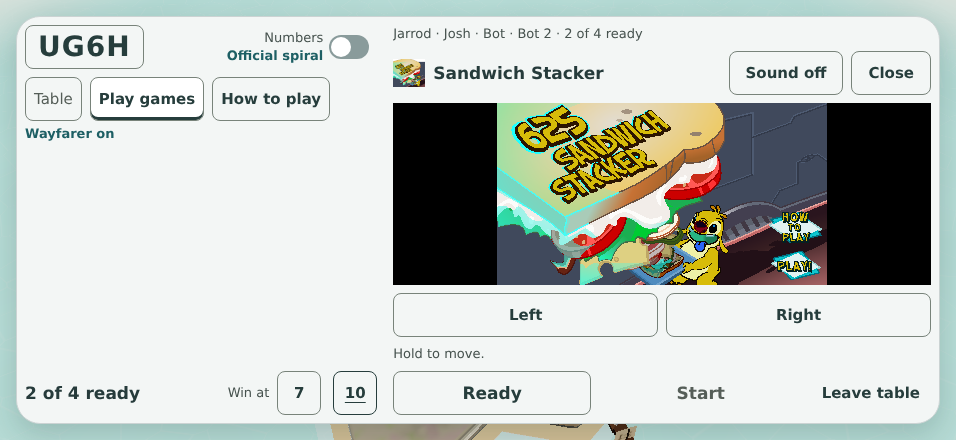 UG6H
Numbers
Official spiral
Table
Play games
How to play
Wayfarer on
2 of 4 ready
Win at
7
10
Jarrod · Josh · Bot · Bot 2 · 2 of 4 ready
Sandwich Stacker
Sound off
Close
625
SANDWICH
STACKER
HOW
TO
PLAY
PLAY!
Left
Right
Hold to move.
Ready
Start
Leave table